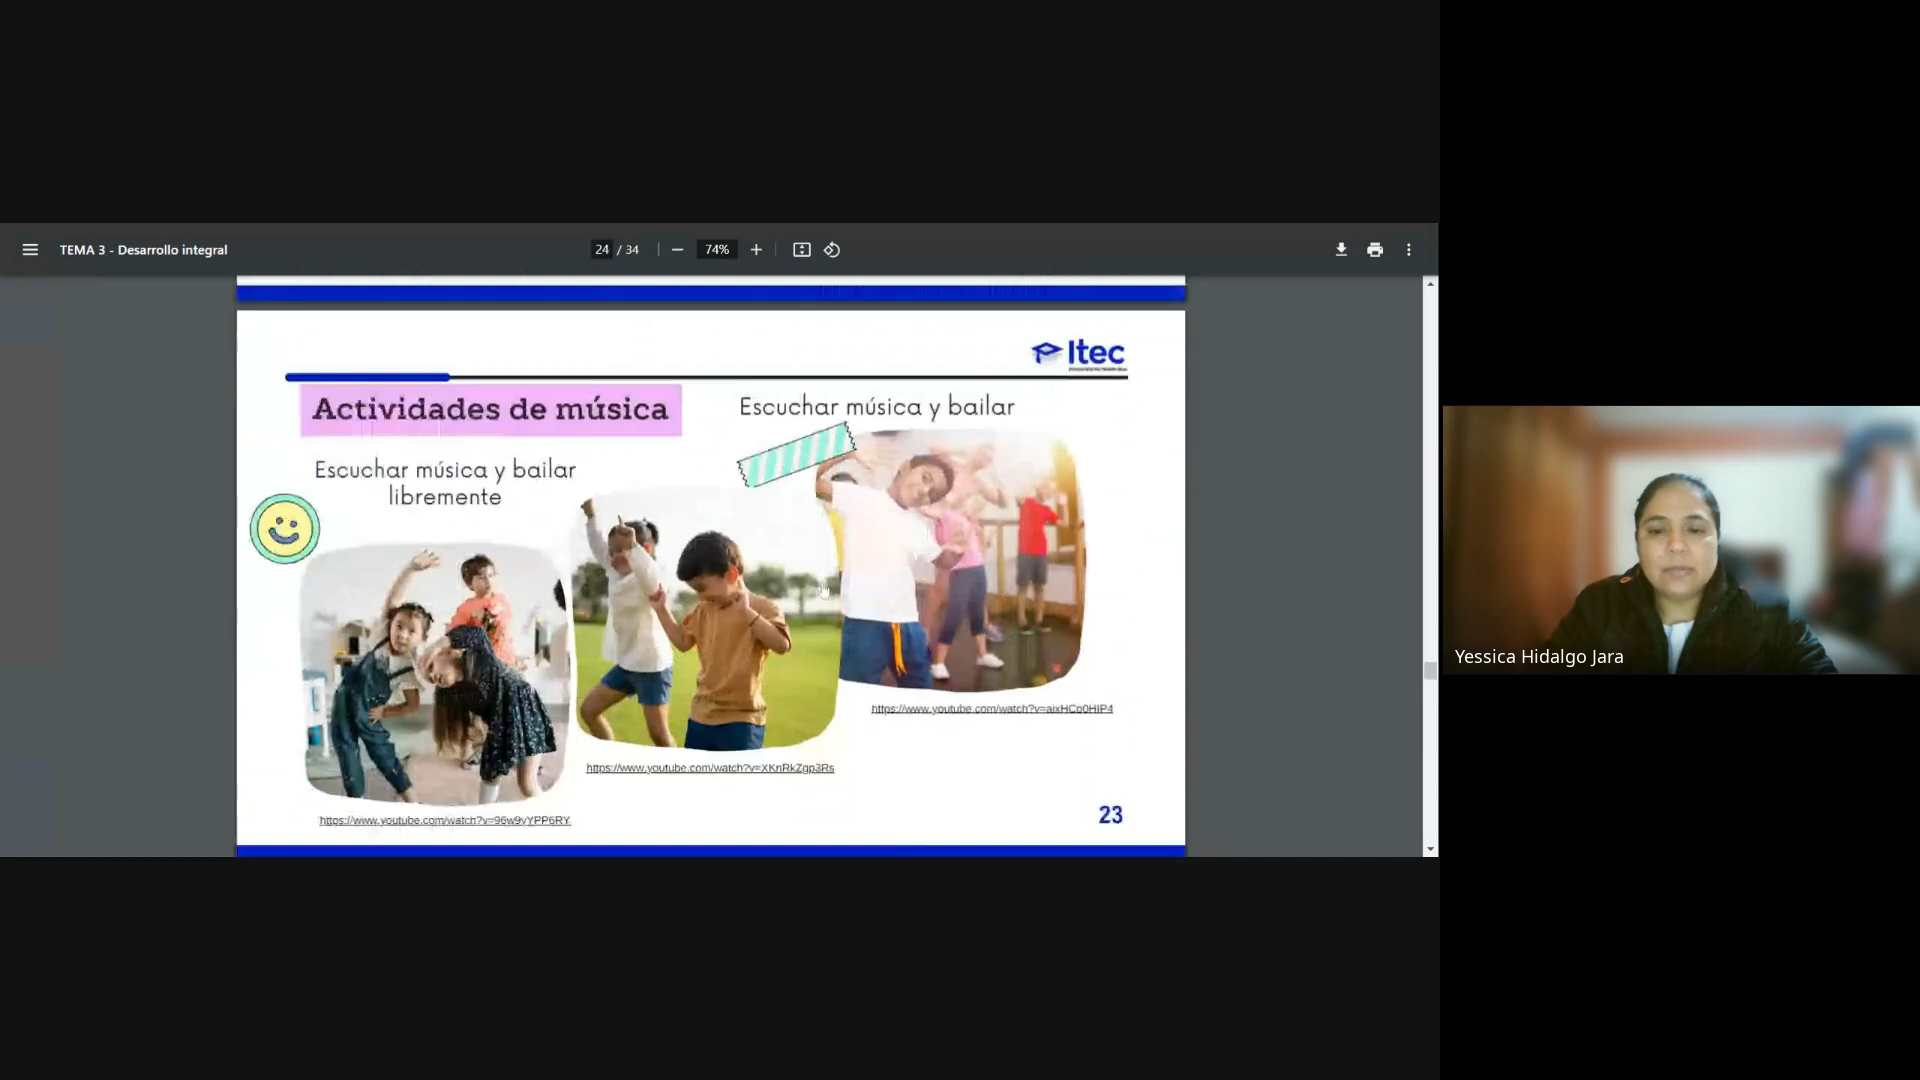 TEMA 3 - Desarrollo integral
24 / 34
74%
Itec
Actividades de música
Escuchar música y bailar
Escuchar música y bailar
libremente
https://www.youtube.com/watch?v=aixHCo0HIP4
https://www.youtube.com/watch?v=XKnRkZgp3Rs
https://www.youtube.com/watch?v=96w9vYPP6RY
23
Yessica Hidalgo Jara